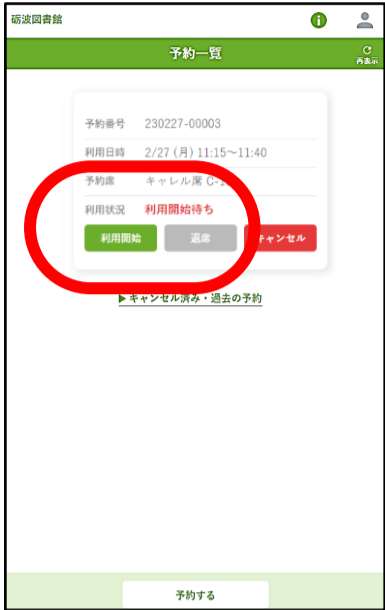 砺波図書館
予約一覧
再表示
予約番号 230227-00003
利用日時 2/27 (月) 11:15~11:40
予約席 キャレル席
利用状況 利用開始待ち
利用開始 退席 キャンセル
▶キャンセル済み・過去の予約
予約する